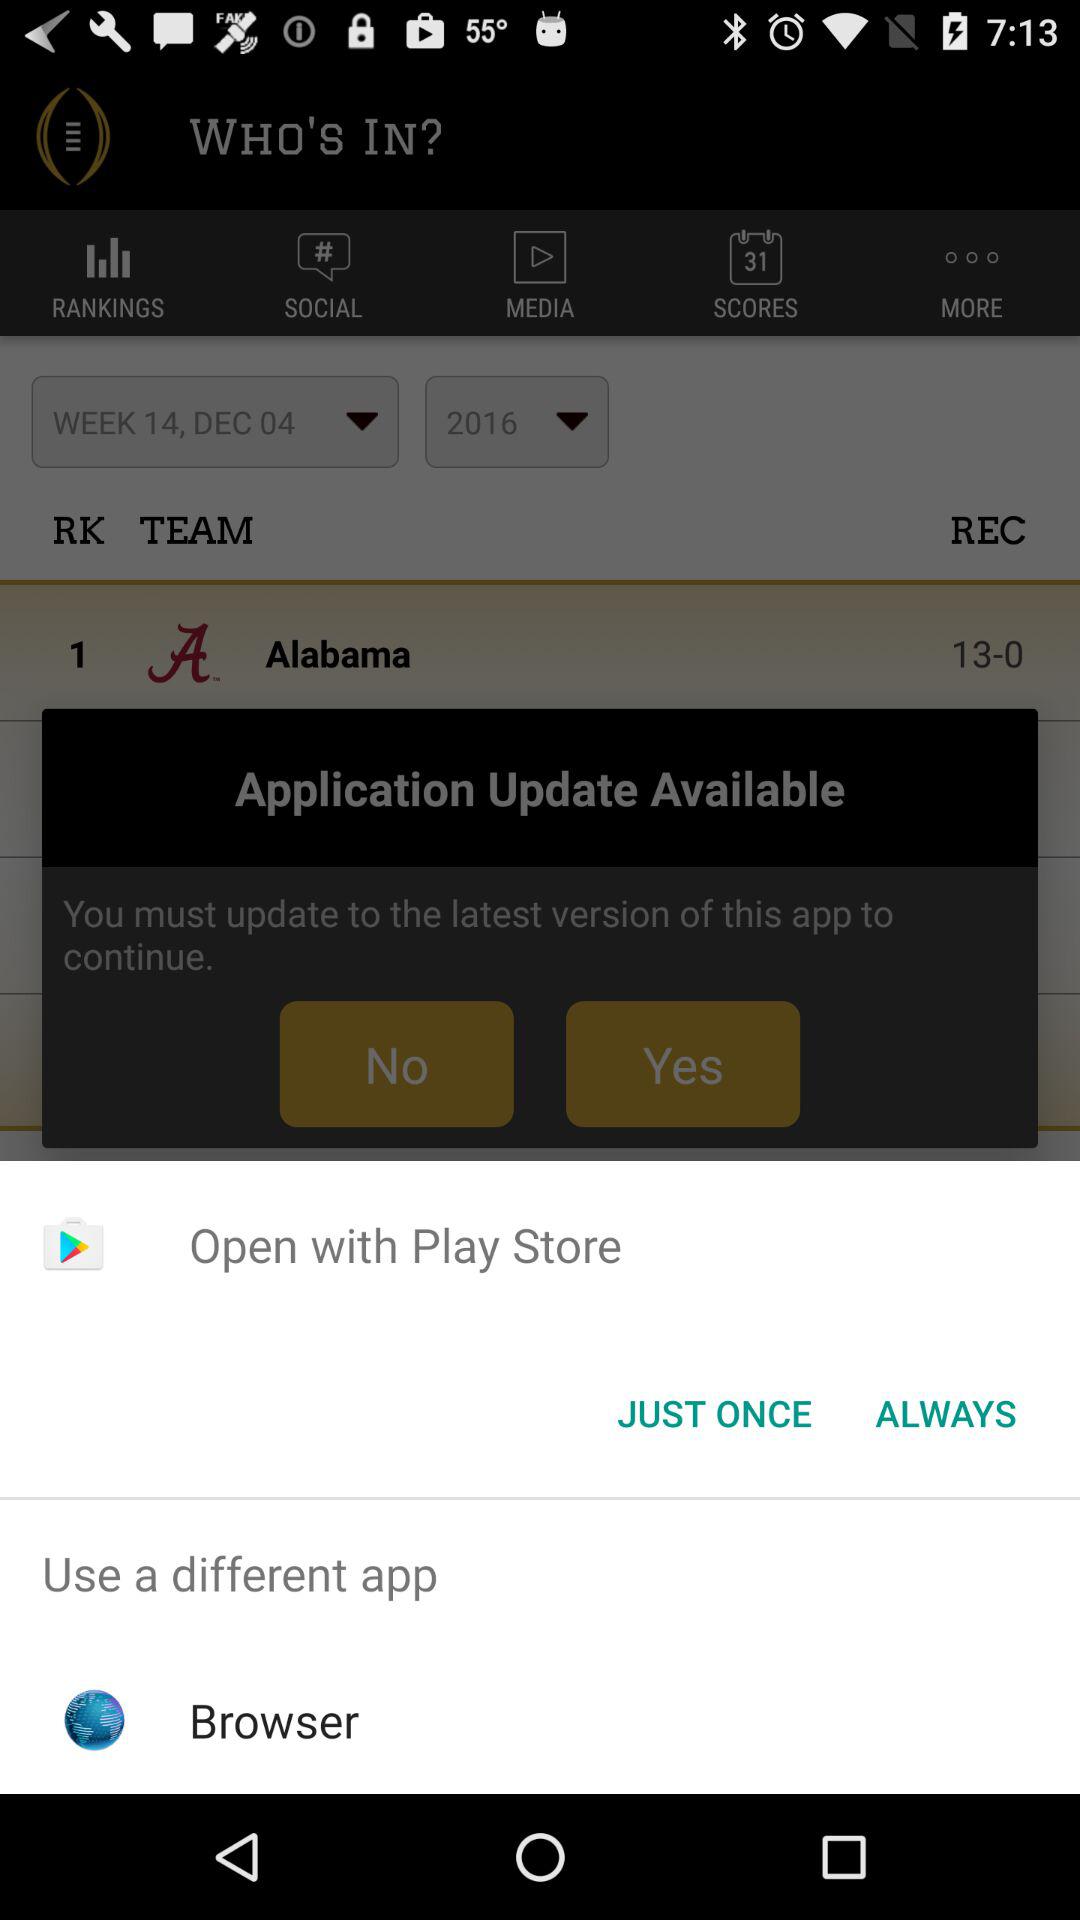 FAKE 55° 7:13
Who's In?
RANKINGS # SOCIAL MEDIA 31 SCORES MORE
WEEK 14, DEC 04 2016
RK TEAM REC
1 A Alabama 13-0
Application Update Available
You must update to the latest version of this app to
continue.
No Yes
Open with Play Store
JUST ONCE ALWAYS
Use a different app
Browser